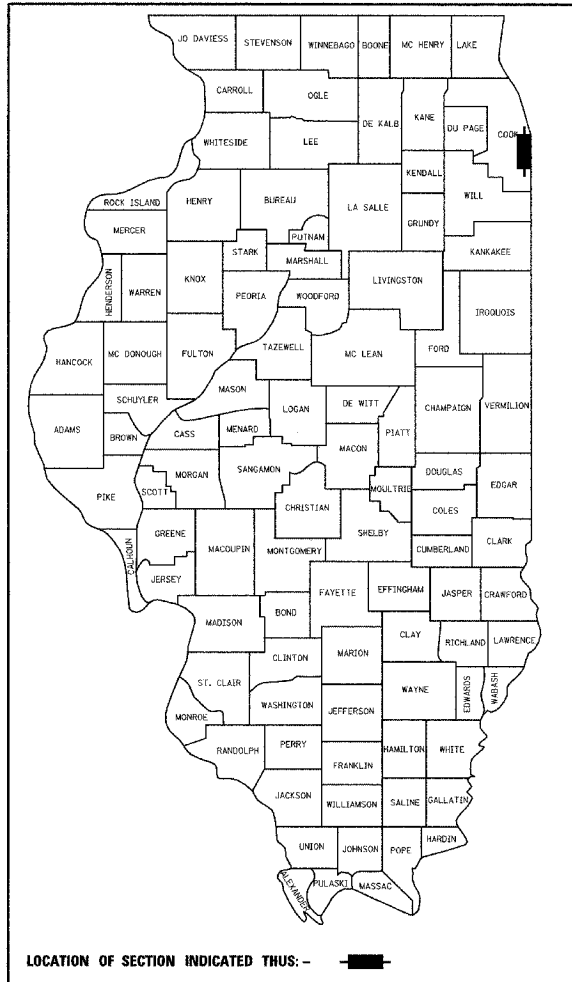 JO DAVIESS STEVENSON WINNEBAGO BOONE MC HENRY LAKE
CARROLL OGLE DE KALB KANE DU PAGE COOK
WHITESIDE LEE KENDALL WILL
ROCK ISLAND HENRY BUREAU LA SALLE GRUNDY
MERCER PUTNAM KANKAKEE
HENDERSON WARREN KNOX STARK MARSHALL LIVINGSTON
PEORIA WOODFORD IROQUOIS
HANCOCK MC DONOUGH FULTON TAZEWELL MC LEAN FORD
SCHUYLER MASON
ADAMS BROWN CASS MENARD LOGAN DE WITT PIATT CHAMPAIGN VERMILION
MACON
PIKE SCOTT MORGAN SANGAMON CHRISTIAN MOULTRIE DOUGLAS EDGAR
COLES
CALHOUN GREENE MACOUPIN MONTGOMERY SHELBY CUMBERLAND CLARK
JERSEY
MADISON BOND FAYETTE EFFINGHAM JASPER CRAWFORD
CLINTON MARION CLAY RICHLAND LAWRENCE
ST. CLAIR WASHINGTON JEFFERSON WAYNE EDWARDS WABASH
MONROE
RANDOLPH PERRY FRANKLIN HAMILTON WHITE
JACKSON WILLIAMSON SALINE GALLATIN
UNION JOHNSON POPE HARDIN
ALEXANDER PULASKI MASSAC
LOCATION OF SECTION INDICATED THUS: -